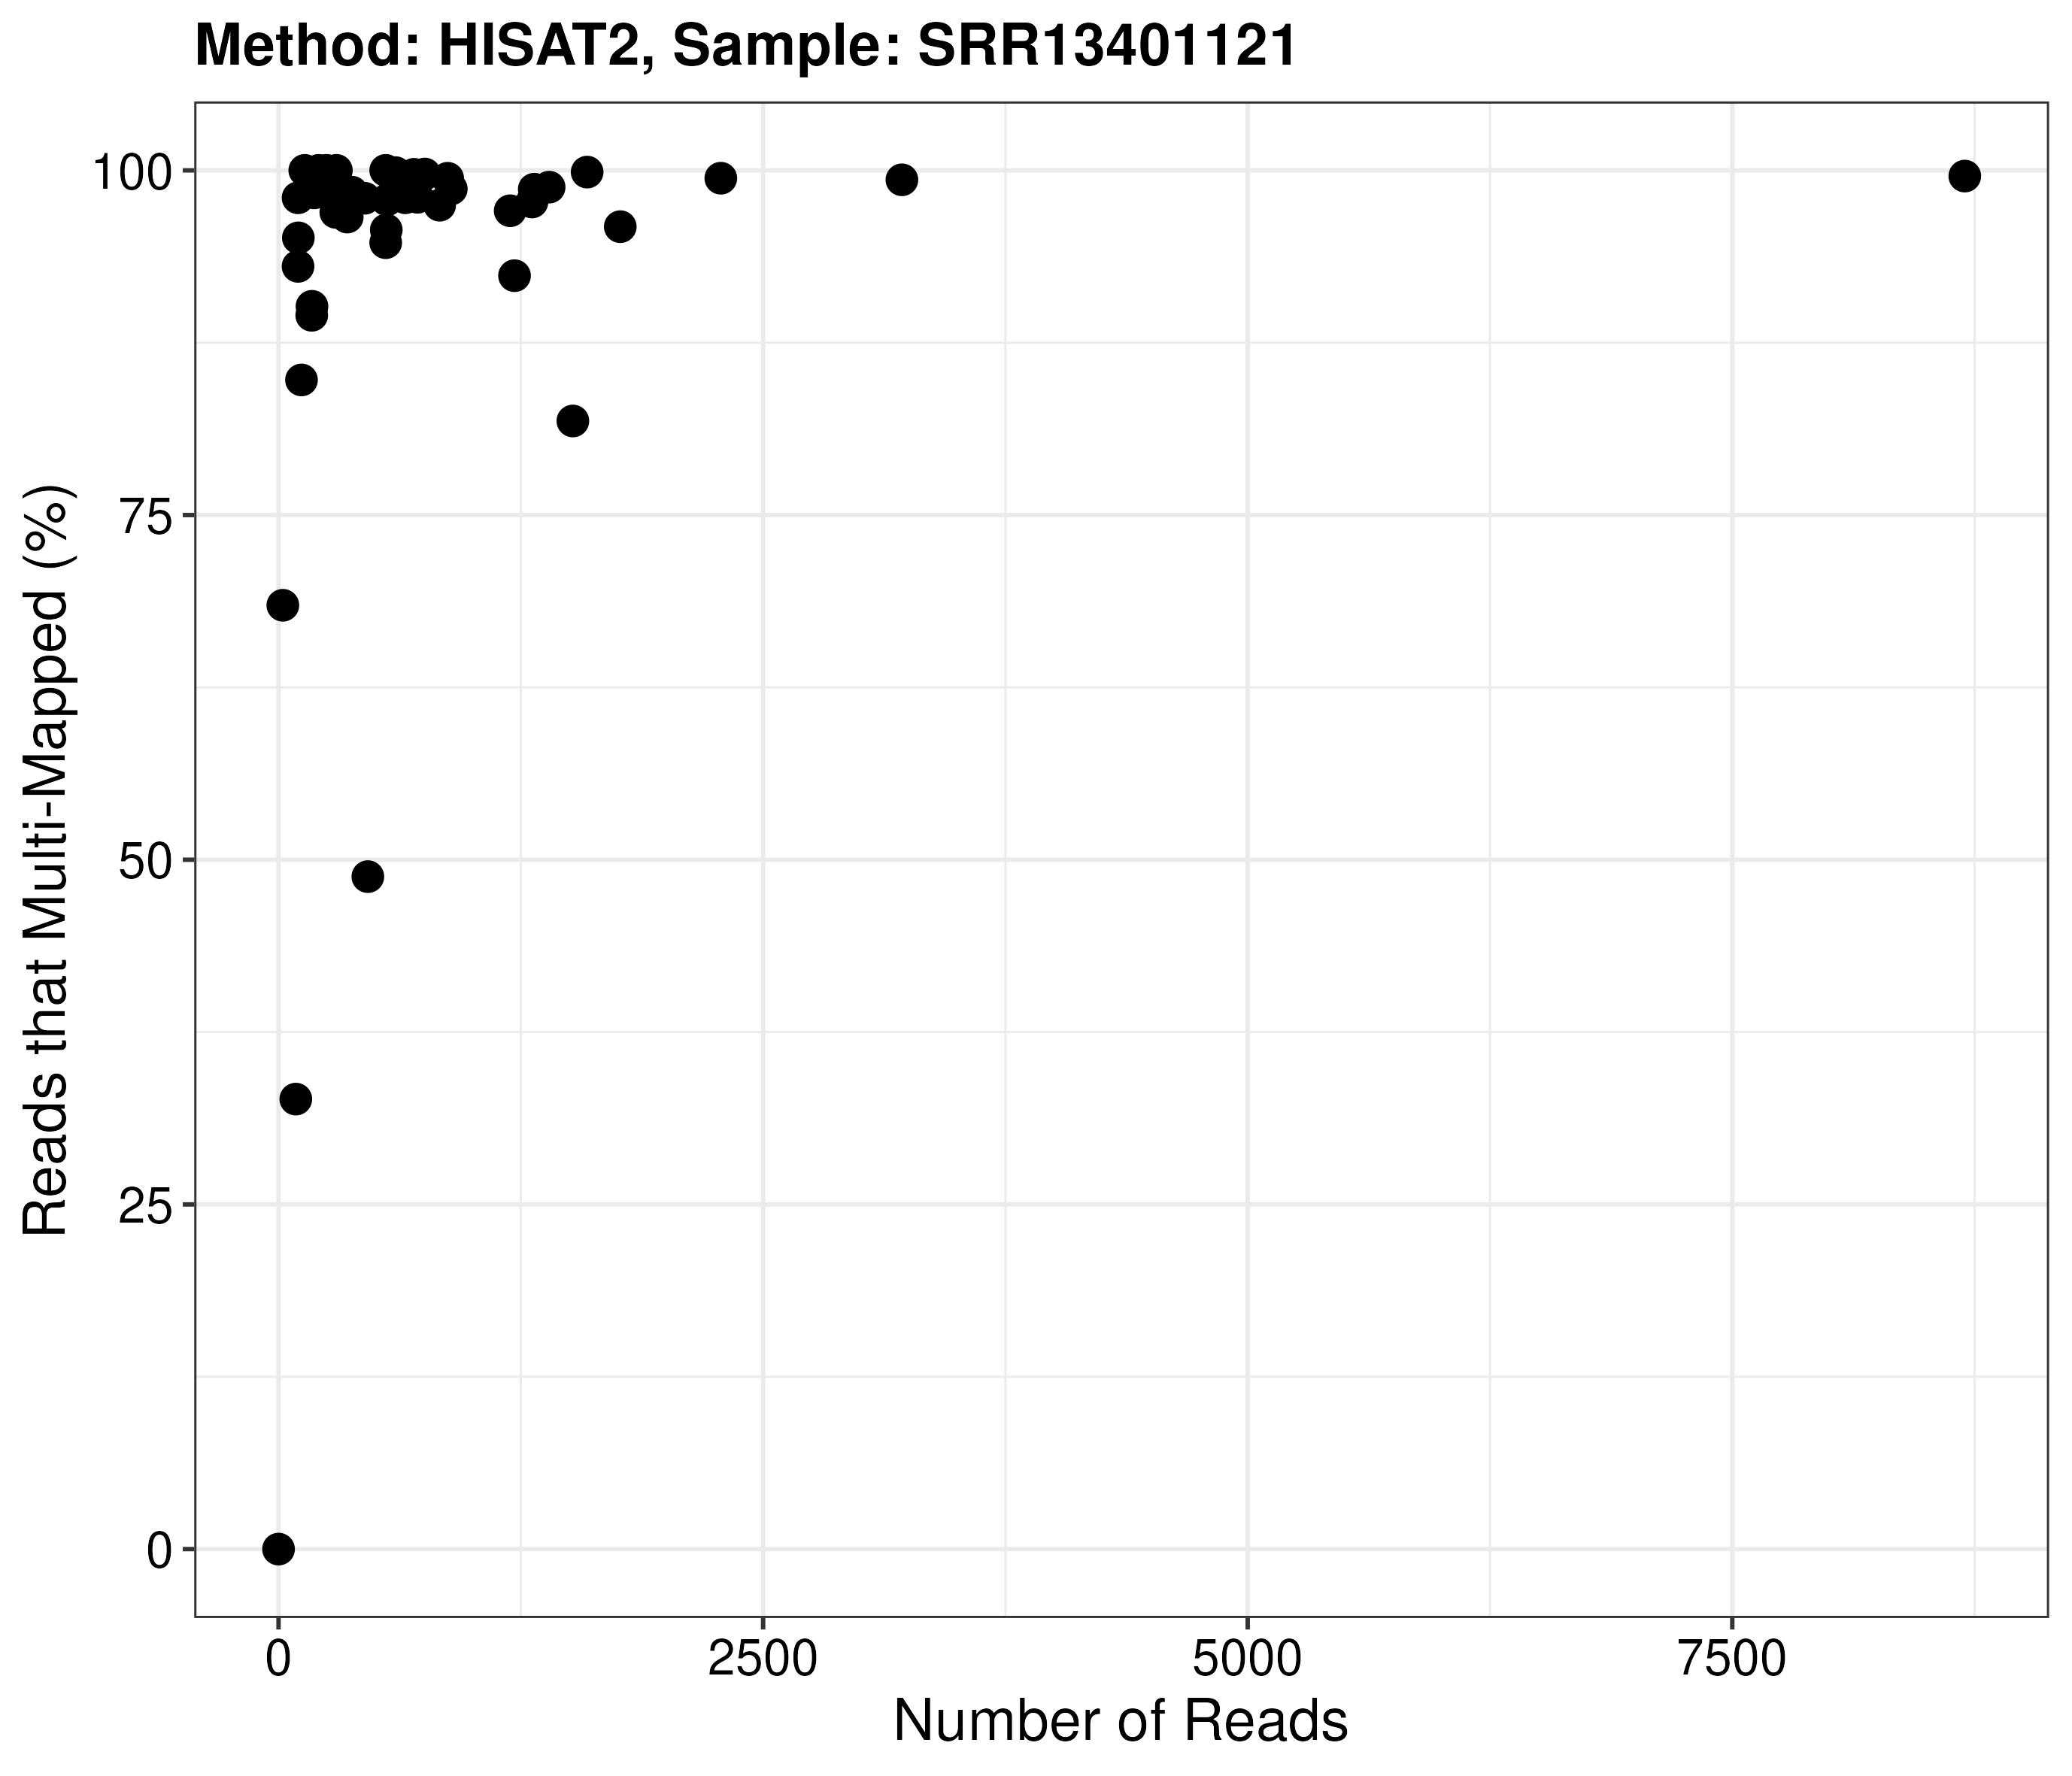 Method: HISAT2, Sample: SRR13401121
Reads that Multi-Mapped (%)
100
75
50
25
0
0 2500 5000 7500
Number of Reads